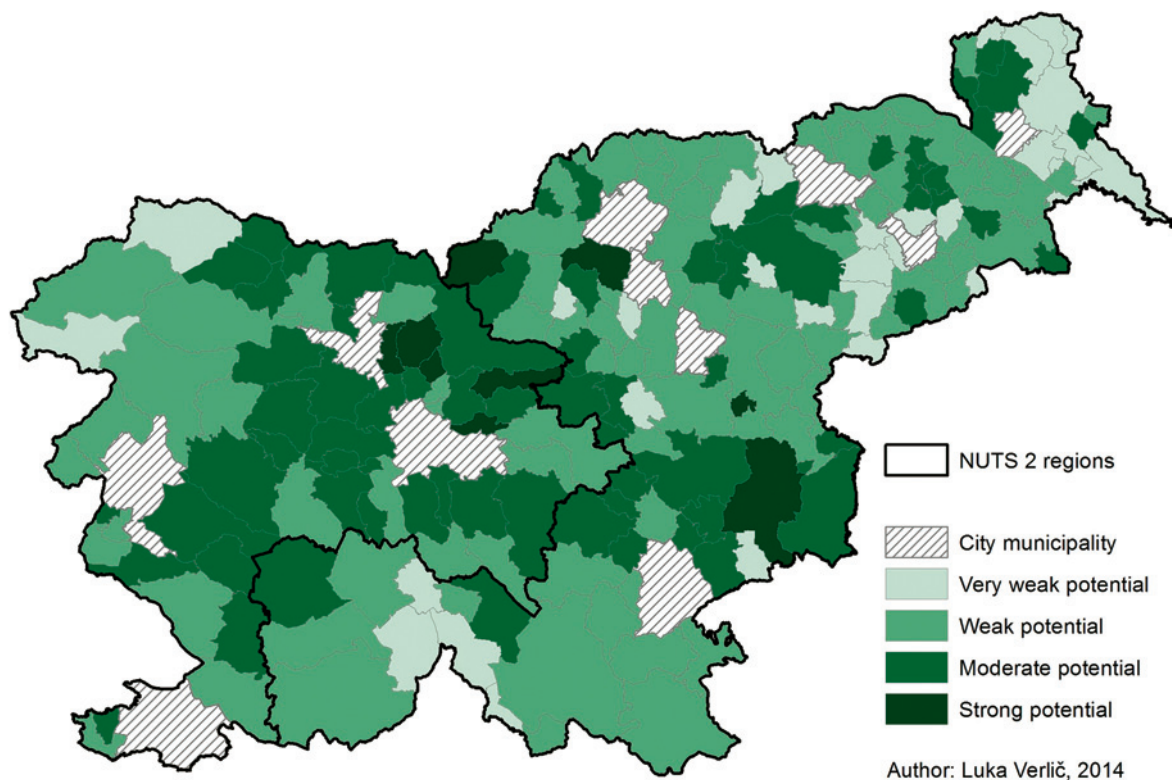 NUTS 2 regions
City municipality
Very weak potential
Weak potential
Moderate potential
Strong potential
Author: Luka Verlič, 2014